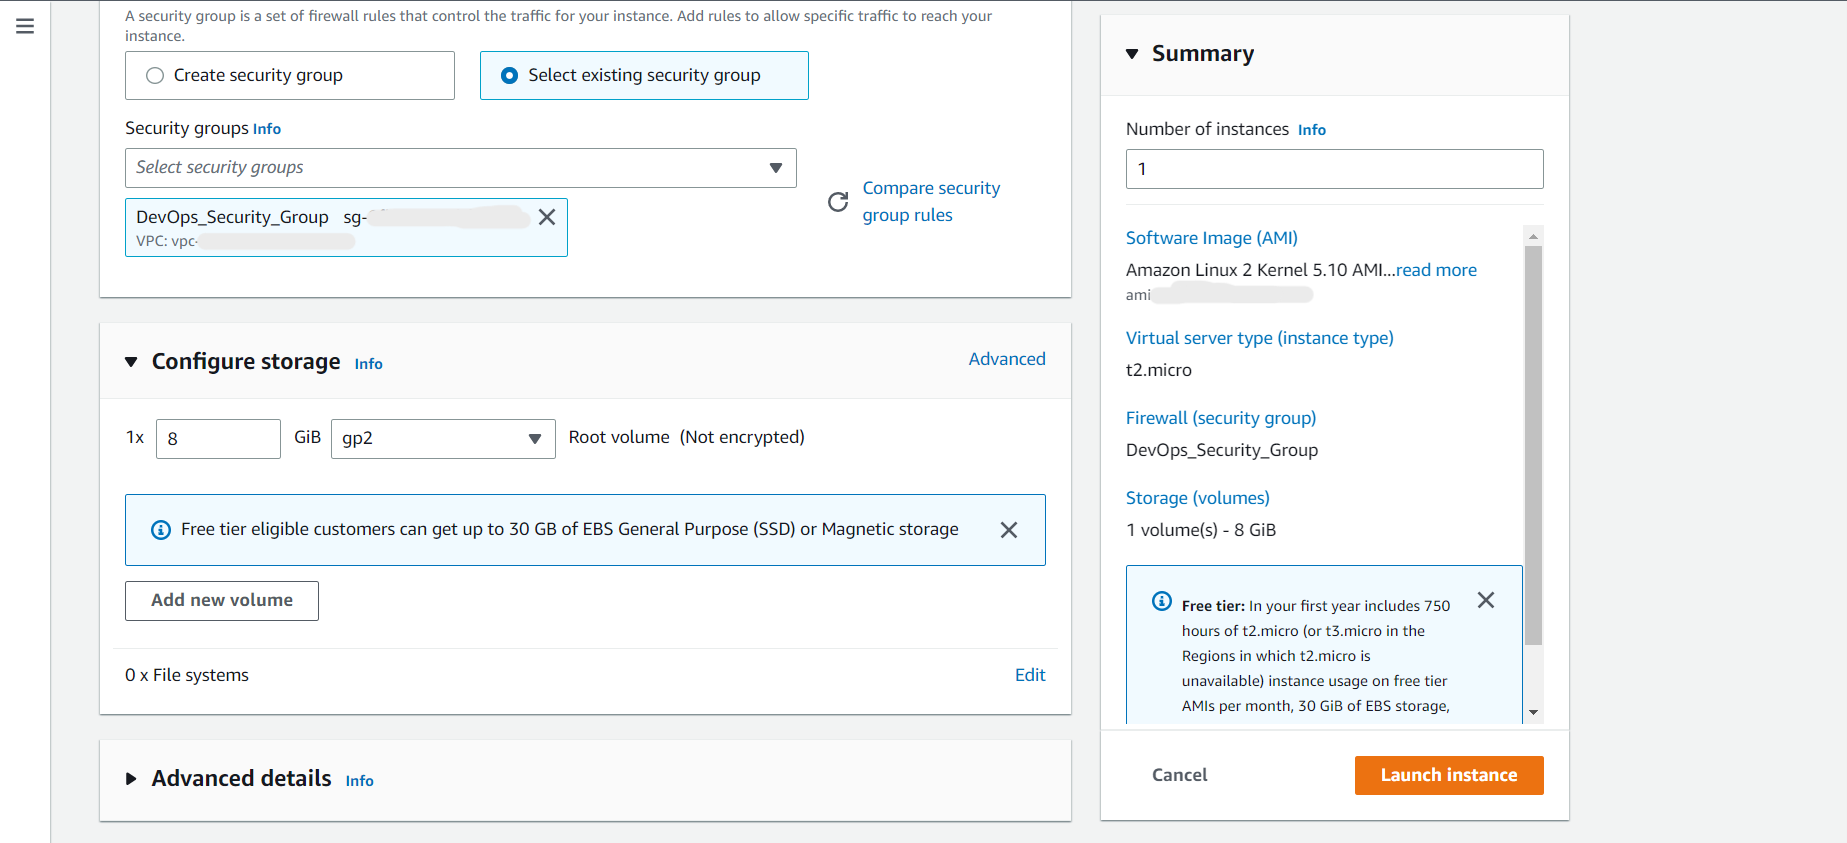 A security group is a set of firewall rules that control the traffic for your instance. Add rules to allow specific traffic to reach your
instance.
Create security group
Select existing security group
Security groups Info
Select security groups
DevOps_Security_Group sg-
VPC: vpc-
Compare security
group rules
Configure storage Info
Advanced
1x 8 GiB gp2 Root volume (Not encrypted)
Free tier eligible customers can get up to 30 GB of EBS General Purpose (SSD) or Magnetic storage
Add new volume
0 x File systems
Edit
Advanced details Info
Summary
Number of instances Info
1
Software Image (AMI)
Amazon Linux 2 Kernel 5.10 AMI...read more
ami
Virtual server type (instance type)
t2.micro
Firewall (security group)
DevOps_Security_Group
Storage (volumes)
1 volume(s) - 8 GiB
Free tier: In your first year includes 750
hours of t2.micro (or t3.micro in the
Regions in which t2.micro is
unavailable) instance usage on free tier
AMIs per month, 30 GiB of EBS storage,
Cancel
Launch instance